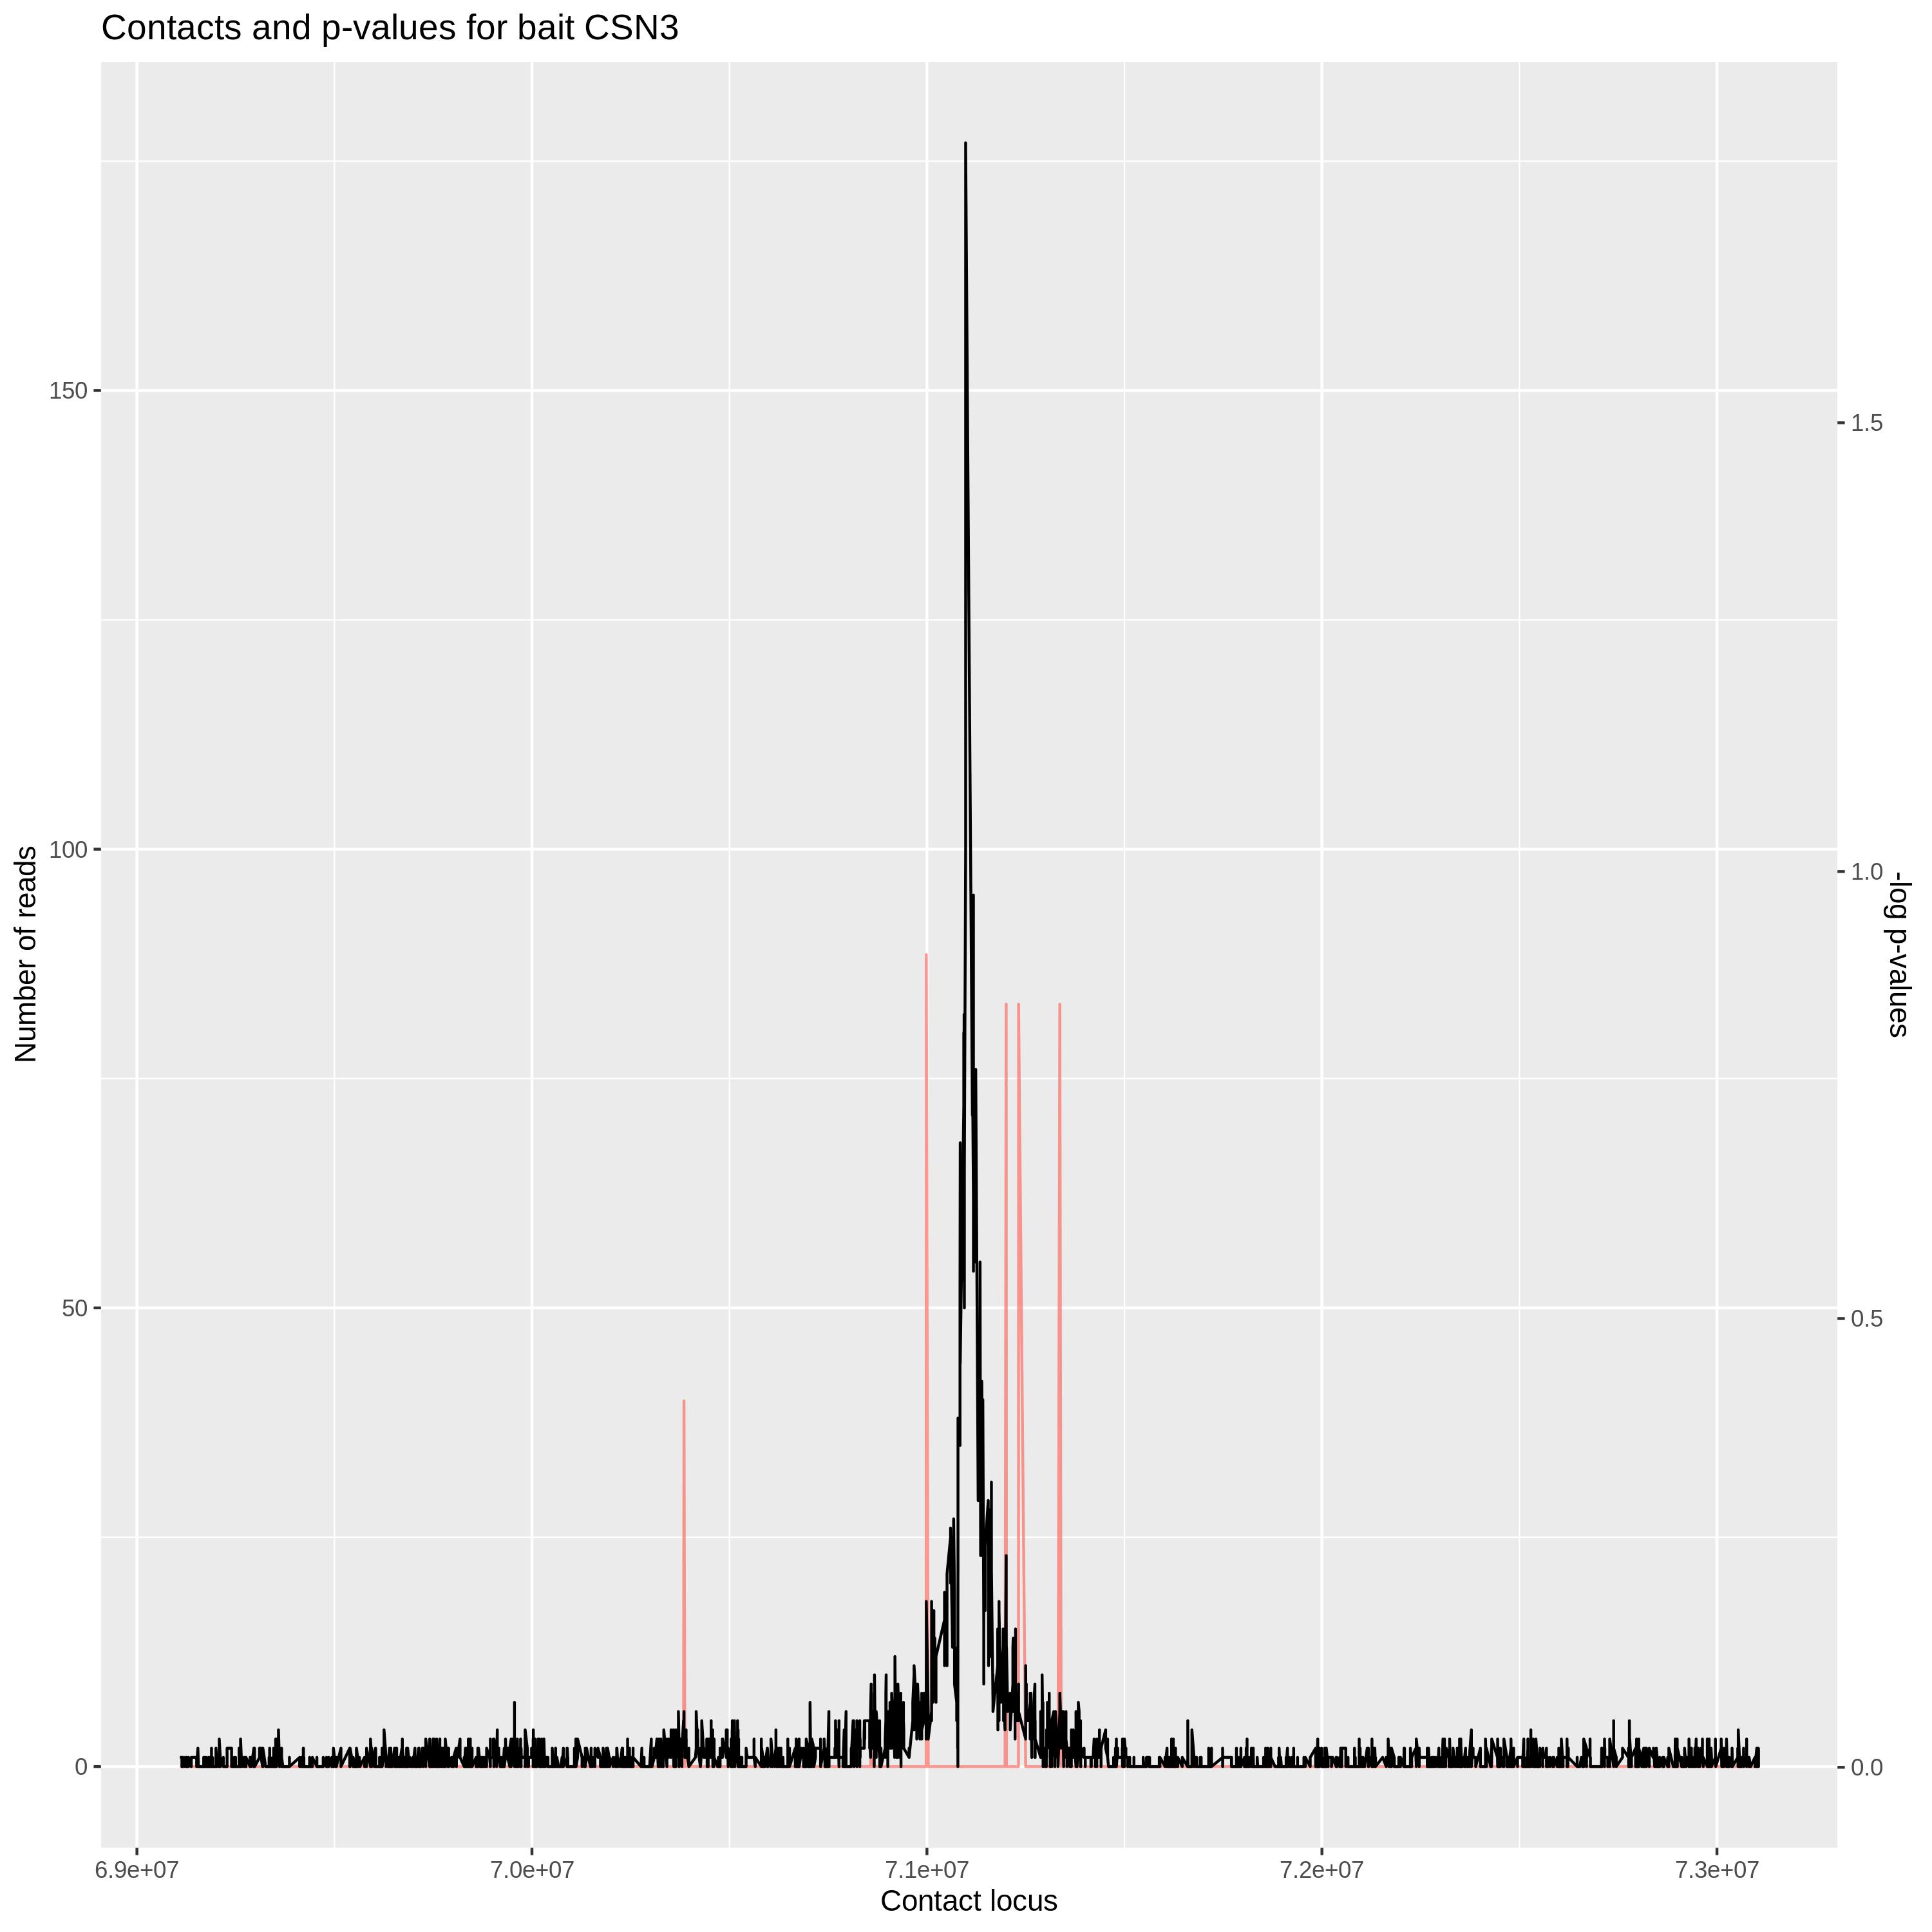 Contacts and p-values for bait CSN3
Number of reads
150
100
50
0
1.5
1.0
0.5
0.0
-log p-values
6.9e+07 7.0e+07 7.1e+07 7.2e+07 7.3e+07
Contact locus